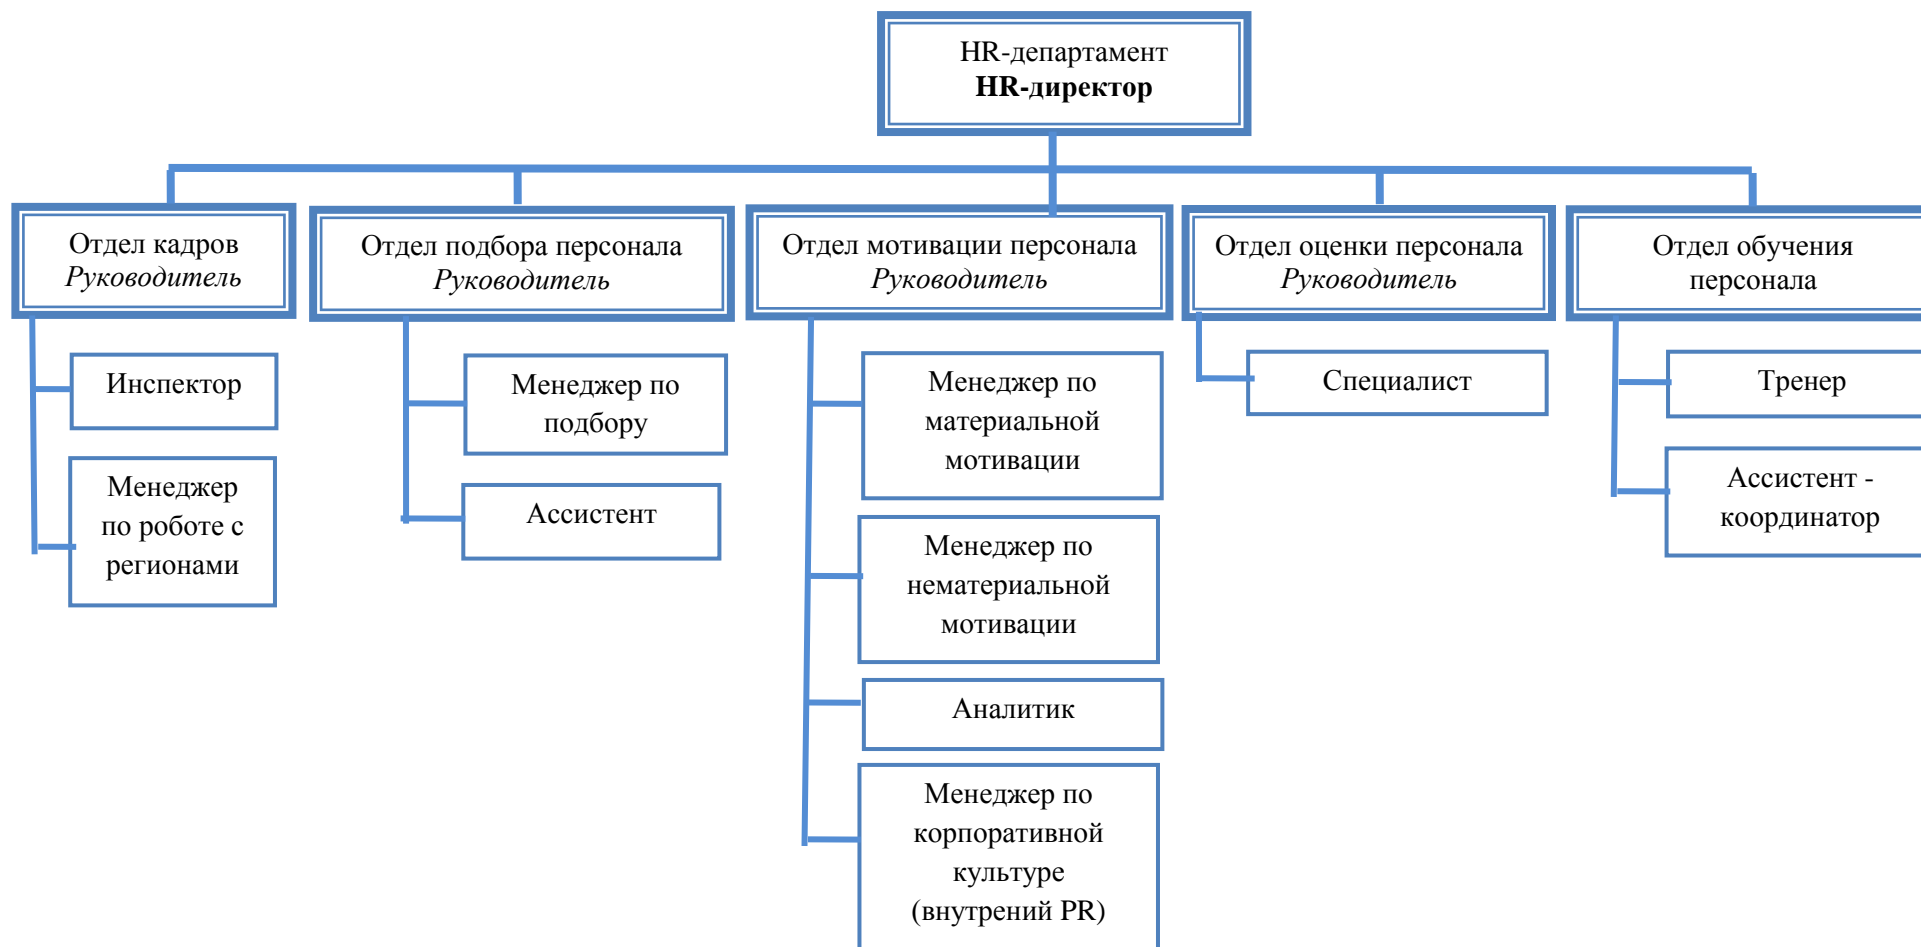 HR-департамент
HR-директор
Отдел кадров
Руководитель
Отдел подбора персонала
Руководитель
Отдел мотивации персонала
Руководитель
Отдел оценки персонала
Руководитель
Отдел обучения
персонала
Инспектор
Менеджер
по роботе с
регионами
Менеджер по
подбору
Ассистент
Менеджер по
материальной
мотивации
Менеджер по
нематериальной
мотивации
Аналитик
Менеджер по
корпоративной
культуре
(внутрений PR)
Специалист
Тренер
Ассистент -
координатор